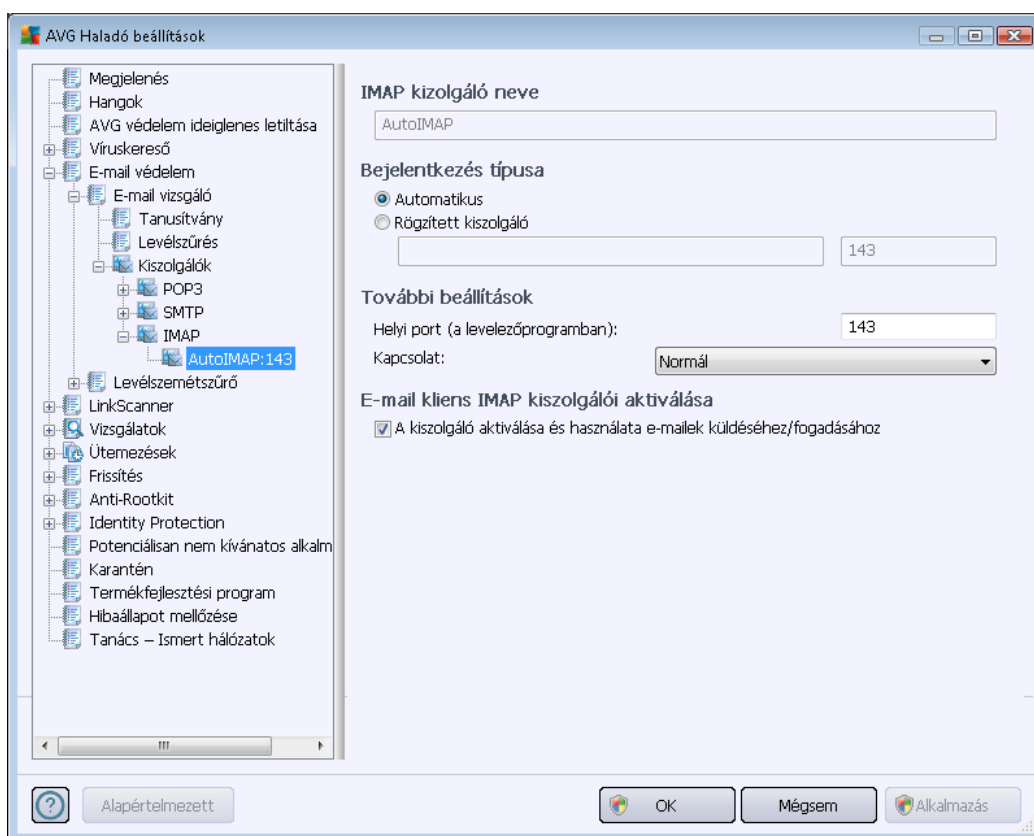 AVG Haladó beállítások
Megjelenés
Hangok
AVG védelem ideiglenes letiltása
Víruskereső
E-mail védelem
E-mail vizsgáló
Tanusítvány
Levélszűrés
Kiszolgálók
POP3
SMTP
IMAP
AutoIMAP:143
Levélszemétszűrő
LinkScanner
Vizsgálatok
Ütemezések
Frissítés
Anti-Rootkit
Identity Protection
Potenciálisan nem kívánatos alkalm
Karantén
Termékfejlesztési program
Hibaállapot mellőzése
Tanács – Ismert hálózatok
IMAP kizolgáló neve
AutoIMAP
Bejelentkezés típusa
Automatikus
Rögzített kiszolgáló
143
További beállítások
Helyi port (a levelezőprogramban): 143
Kapcsolat: Normál
E-mail kliens IMAP kiszolgálói aktiválása
A kiszolgáló aktiválása és használata e-mailek küldéséhez/fogadásához
Alapértelmezett OK Mégsem Alkalmazás